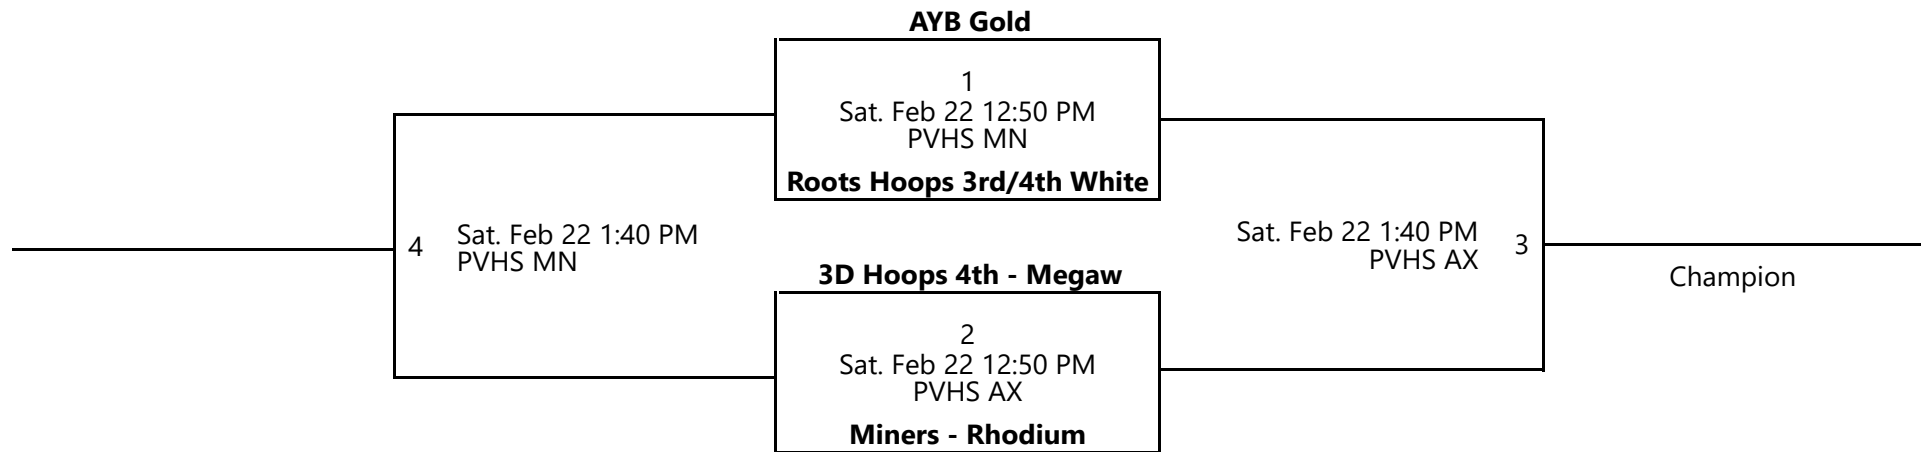 AYB Gold
1
Sat. Feb 22 12:50 PM
PVHS MN
Roots Hoops 3rd/4th White
4
Sat. Feb 22 1:40 PM
PVHS MN
Sat. Feb 22 1:40 PM
PVHS AX
3
Champion
3D Hoops 4th - Megaw
2
Sat. Feb 22 12:50 PM
PVHS AX
Miners - Rhodium